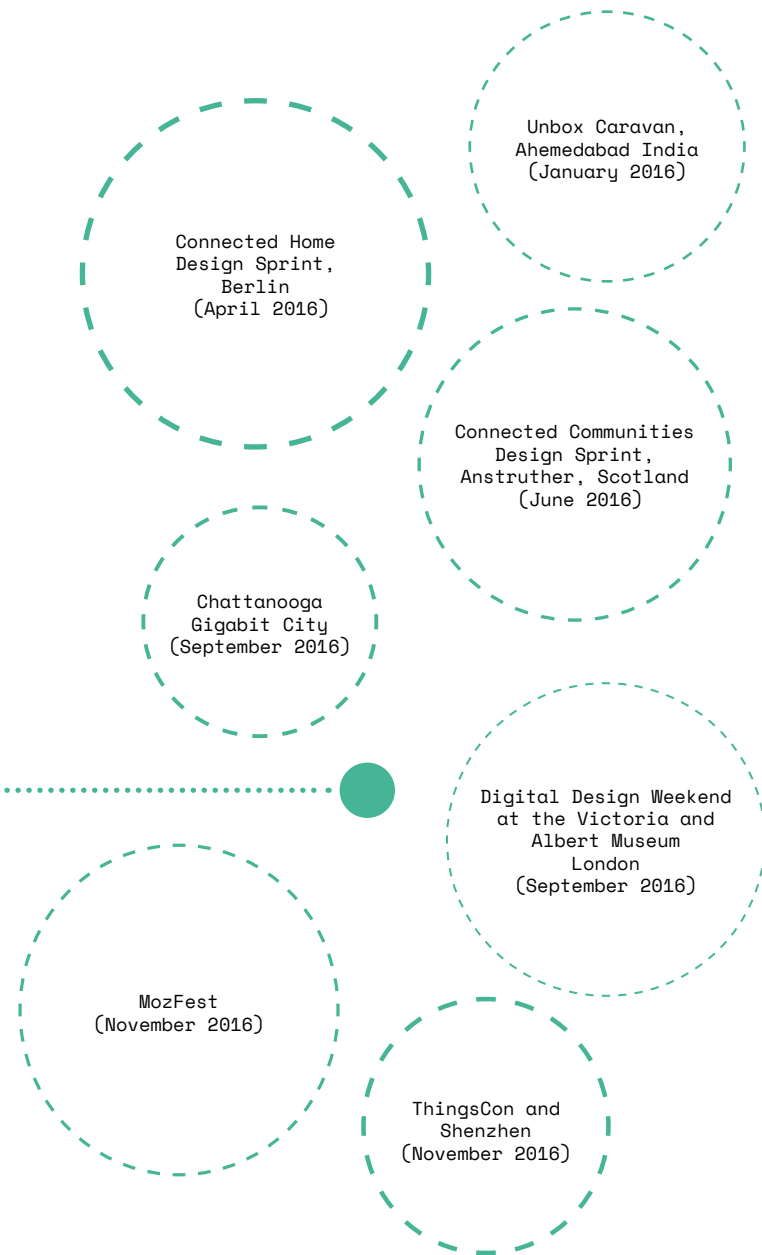 Unbox Caravan,
Ahemedabad India
(January 2016)
Connected Home
Design Sprint,
Berlin
(April 2016)
Connected Communities
Design Sprint,
Anstruther, Scotland
(June 2016)
Chattanooga
Gigabit City
(September 2016)
Digital Design Weekend
at the Victoria and
Albert Museum
London
(September 2016)
MozFest
(November 2016)
ThingsCon and
Shenzhen
(November 2016)